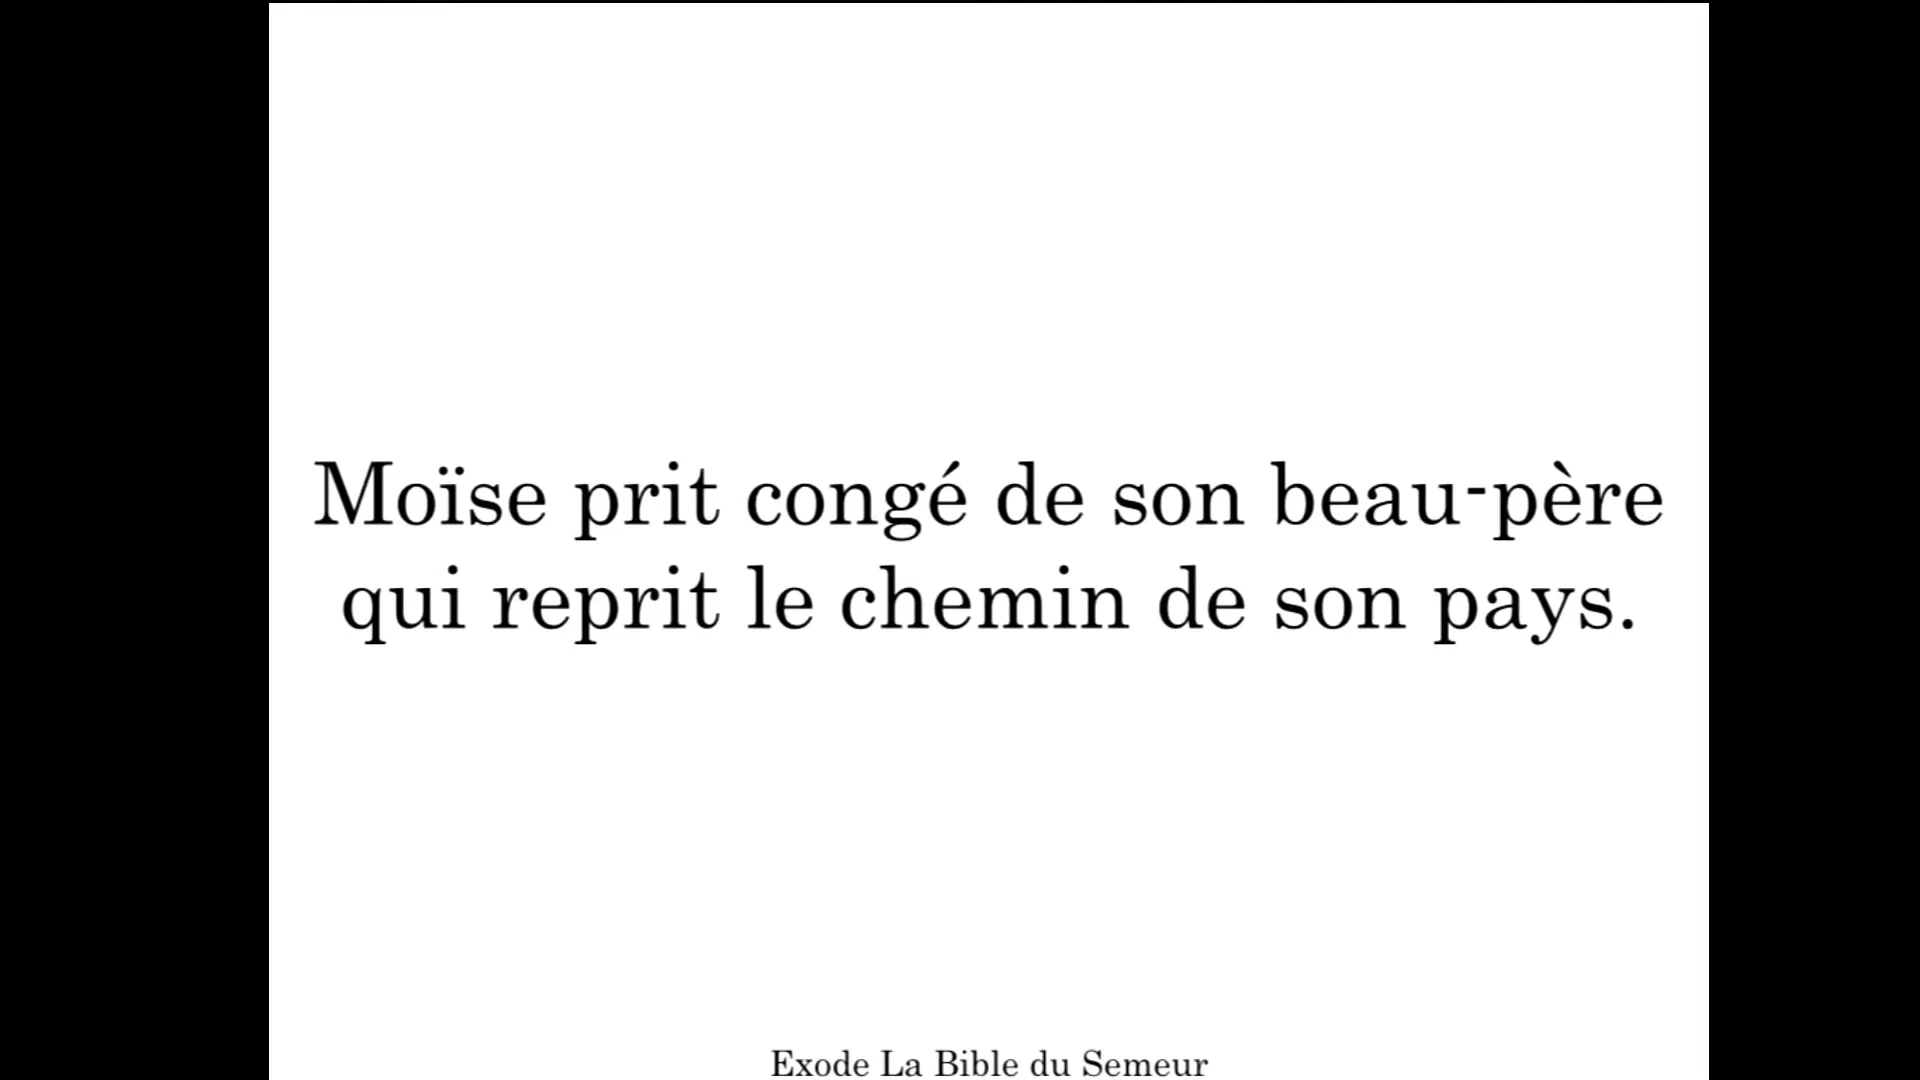 Moïse prit congé de son beau-père
qui reprit le chemin de son pays.
Exode La Bible du Semeur